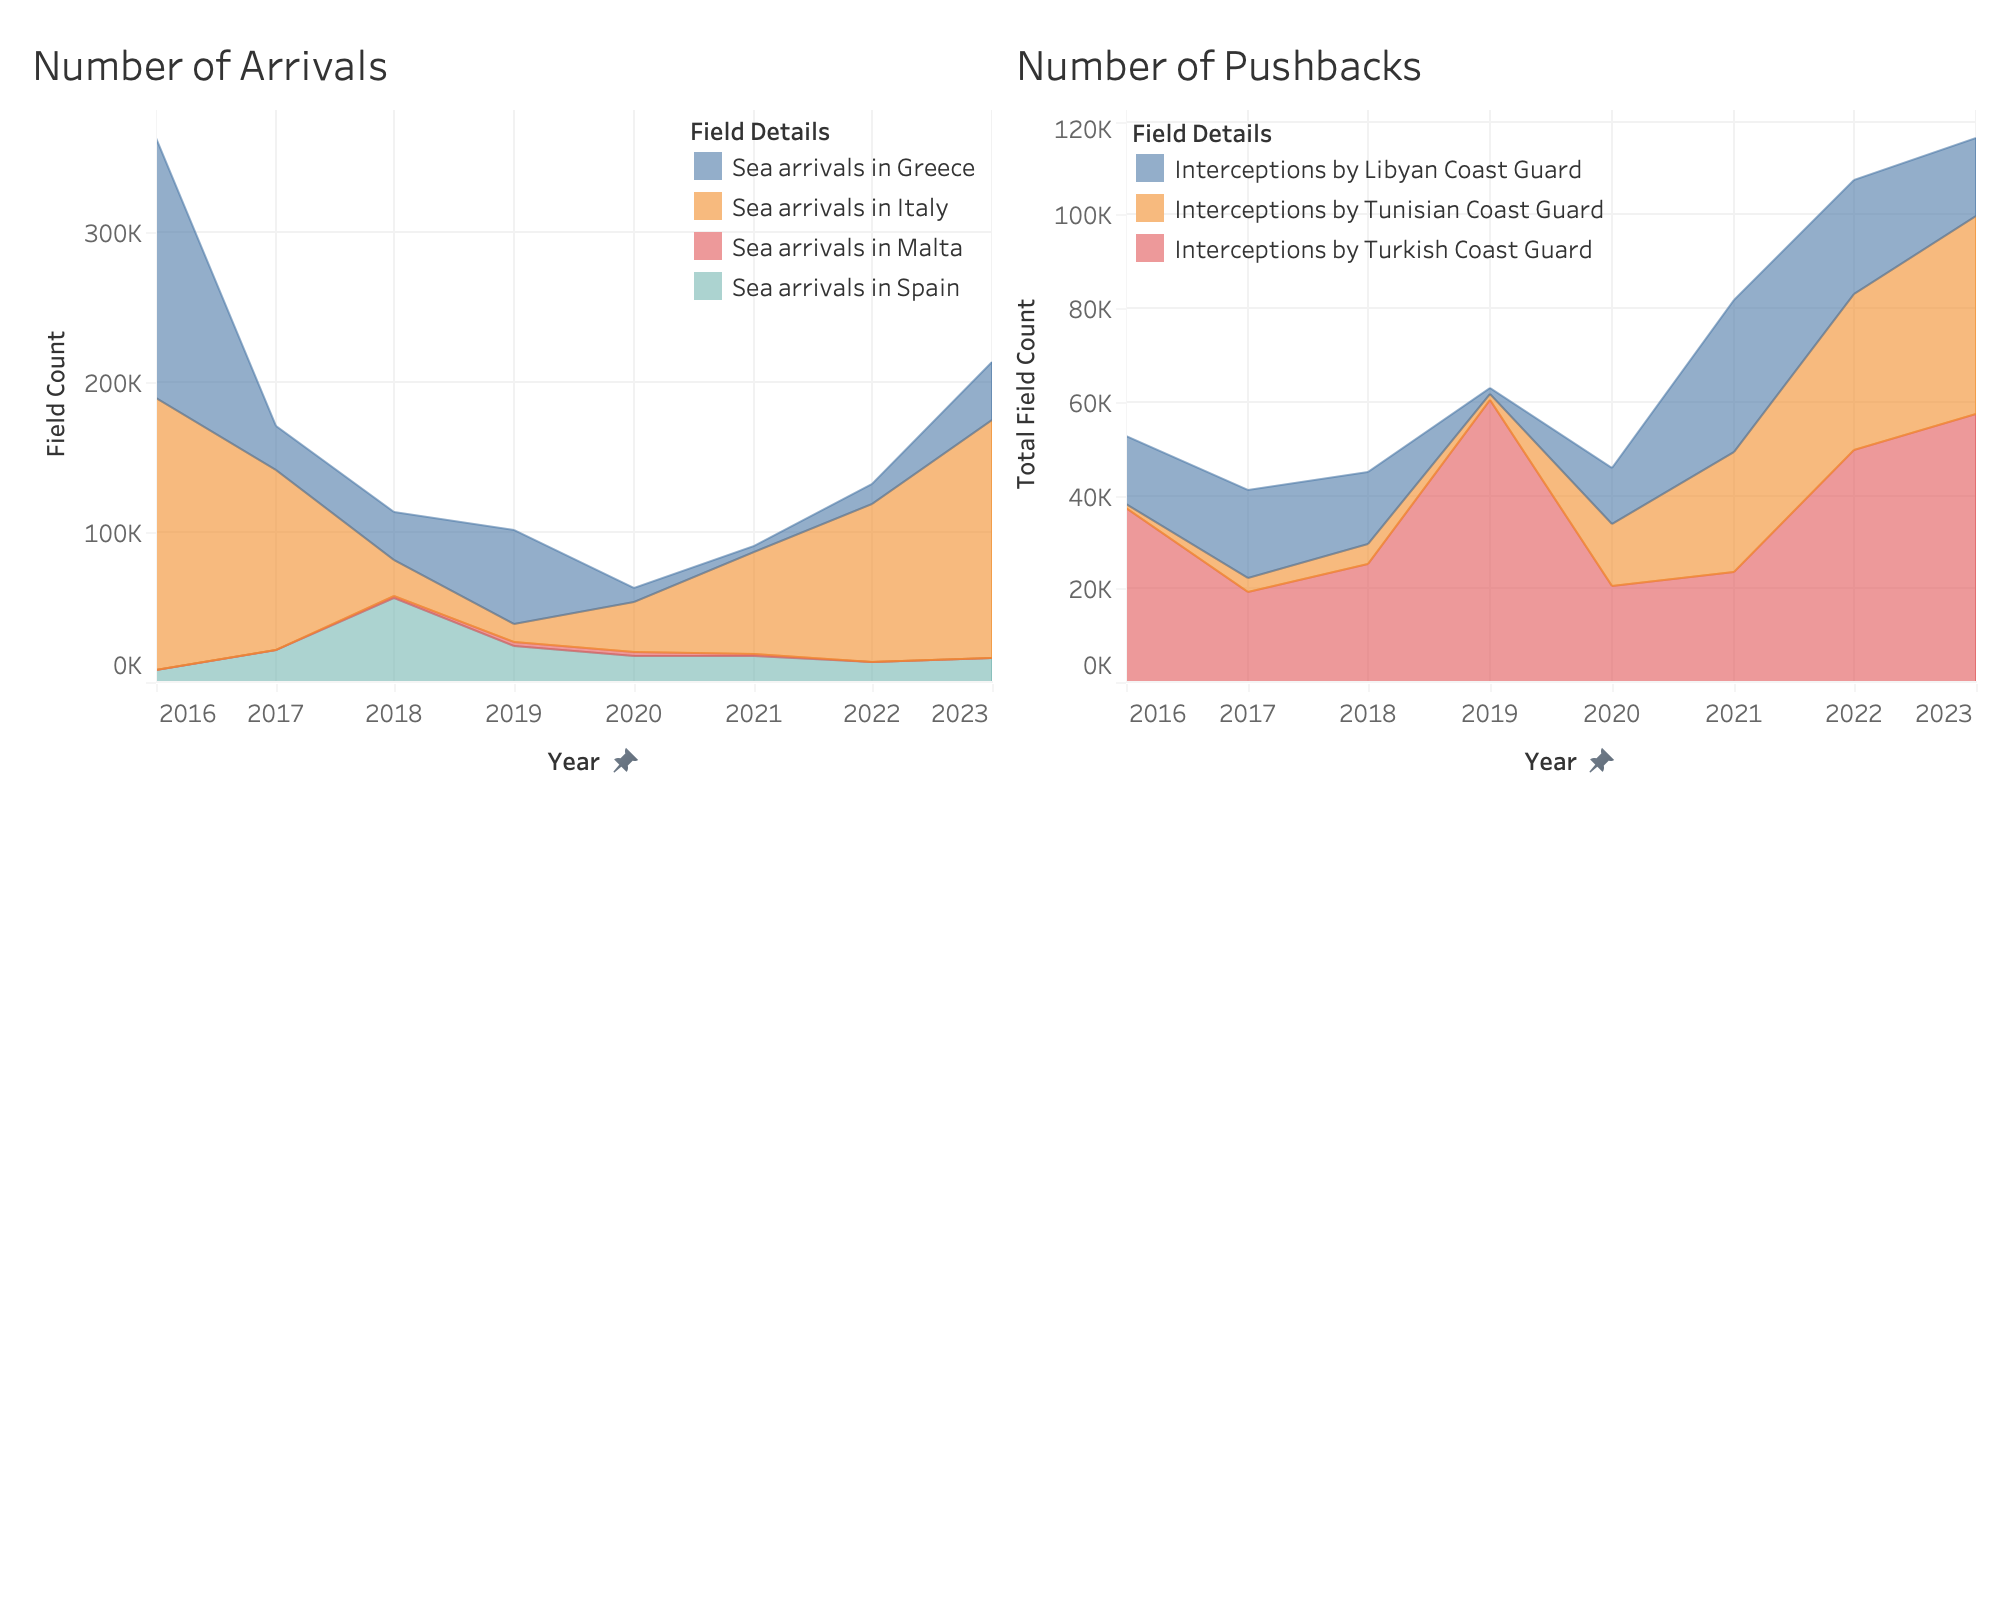 Number of Arrivals
Field Details
Sea arrivals in Greece
Sea arrivals in Italy
Sea arrivals in Malta
Sea arrivals in Spain
Field Count
300K
200K
100K
0K
2016 2017 2018 2019 2020 2021 2022 2023
Year
Number of Pushbacks
Field Details
Interceptions by Libyan Coast Guard
Interceptions by Tunisian Coast Guard
Interceptions by Turkish Coast Guard
Total Field Count
120K
100K
80K
60K
40K
20K
0K
2016 2017 2018 2019 2020 2021 2022 2023
Year